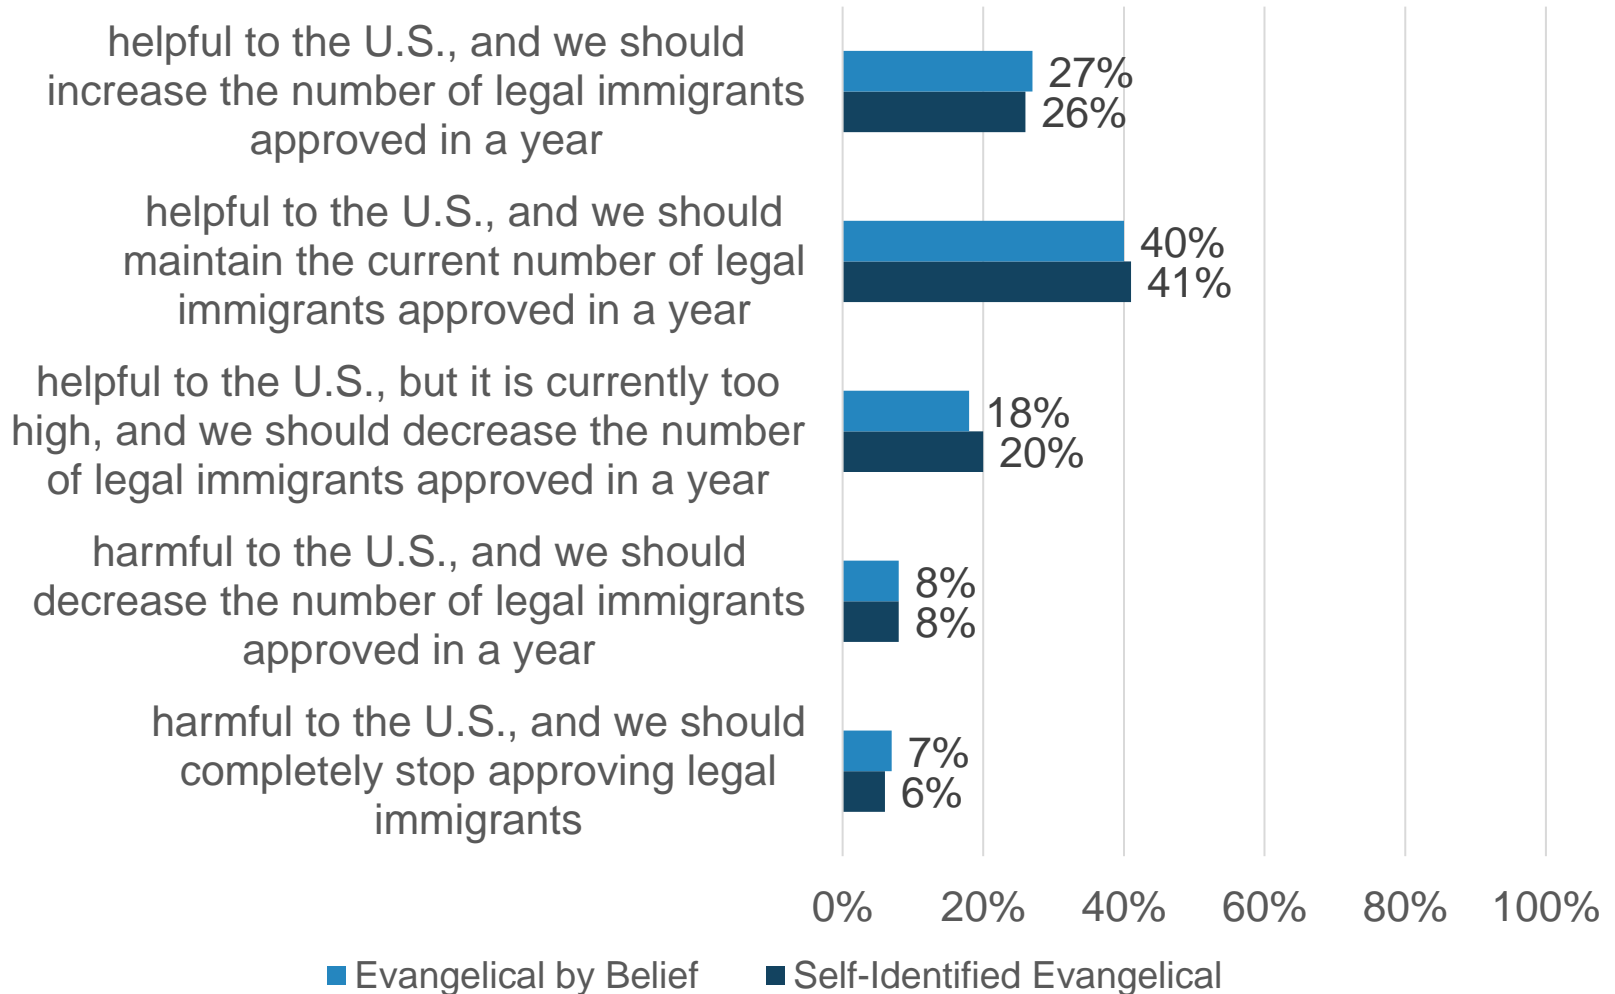 helpful to the U.S., and we should
increase the number of legal immigrants
approved in a year
27%
26%
helpful to the U.S., and we should
maintain the current number of legal
immigrants approved in a year
40%
41%
helpful to the U.S., but it is currently too
high, and we should decrease the number
of legal immigrants approved in a year
18%
20%
harmful to the U.S., and we should
decrease the number of legal immigrants
approved in a year
8%
8%
harmful to the U.S., and we should
completely stop approving legal
immigrants
7%
6%
0% 20% 40% 60% 80% 100%
Evangelical by Belief Self-Identified Evangelical